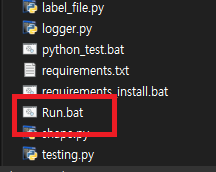 label_file.py
logger.py
python_test.bat
requirements.txt
requirements_install.bat
Run.bat
shape.py
testing.py